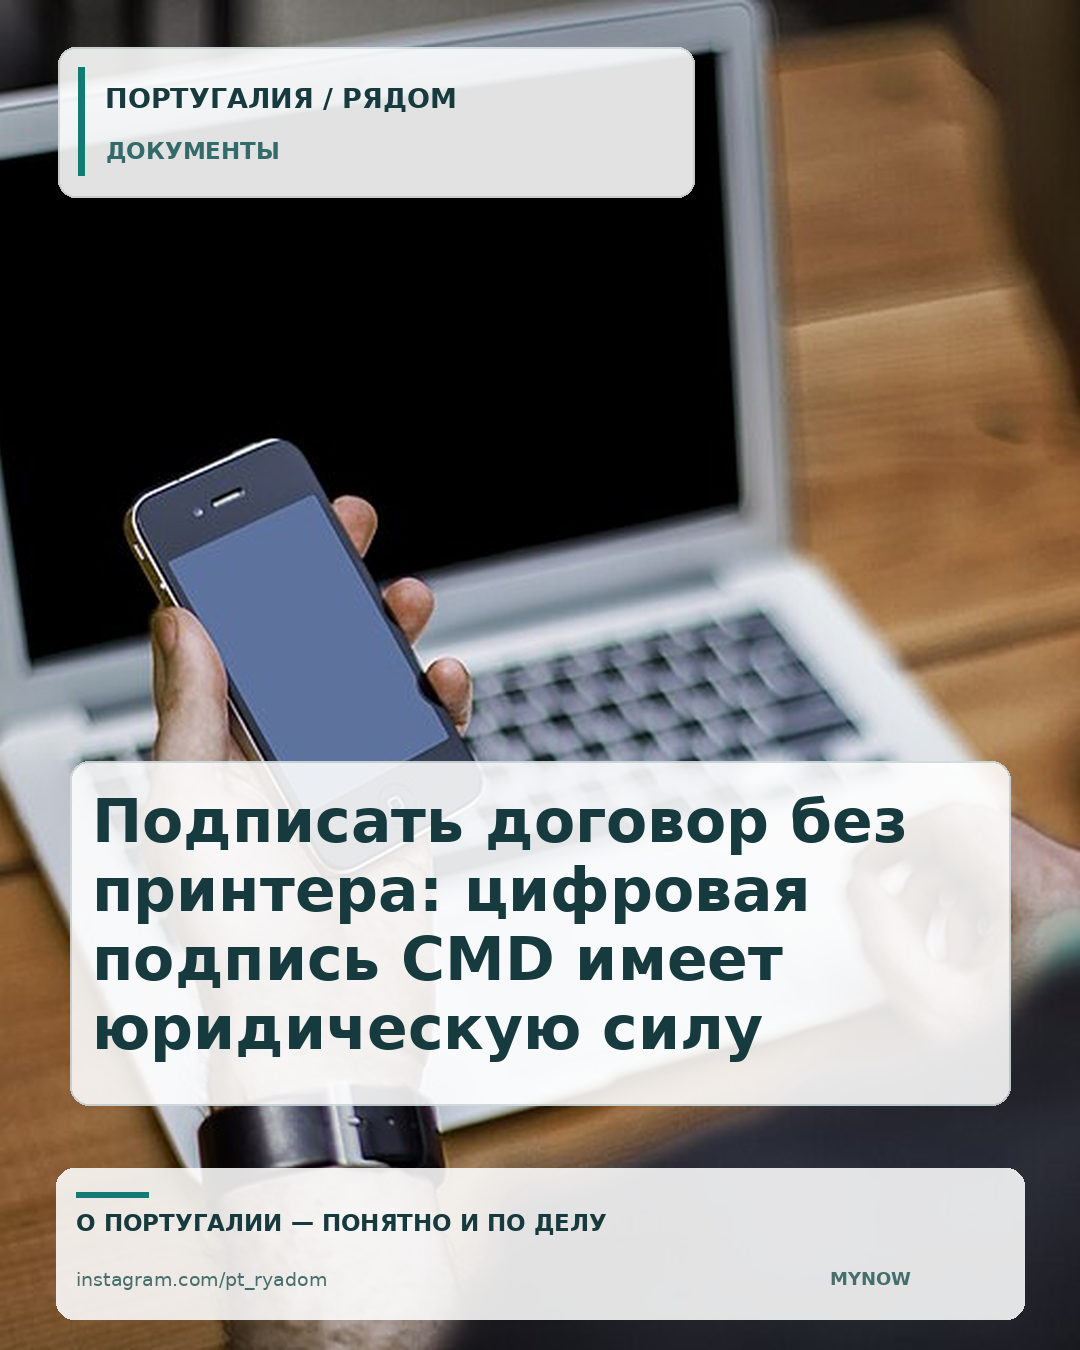 ПОРТУГАЛИЯ / РЯДОМ
ДОКУМЕНТЫ
Подписать договор без
принтера: цифровая
подпись CMD имеет
юридическую силу
О ПОРТУГАЛИИ — ПОНЯТНО И ПО ДЕЛУ
instagram.com/pt_ryadom
MYNOW